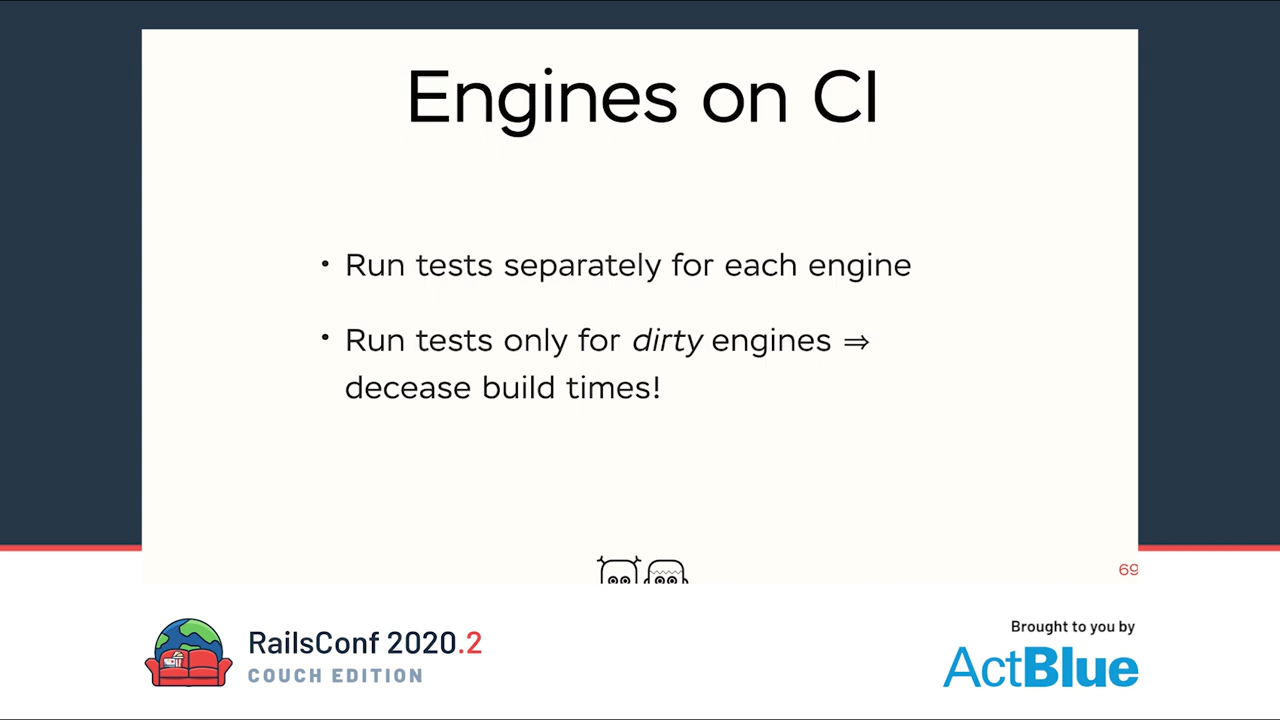 Engines on CI
• Run tests separately for each engine
• Run tests only for dirty engines ⇒
decease build times!
69
RailsConf 2020.2
COUCH EDITION
Brought to you by
ActBlue